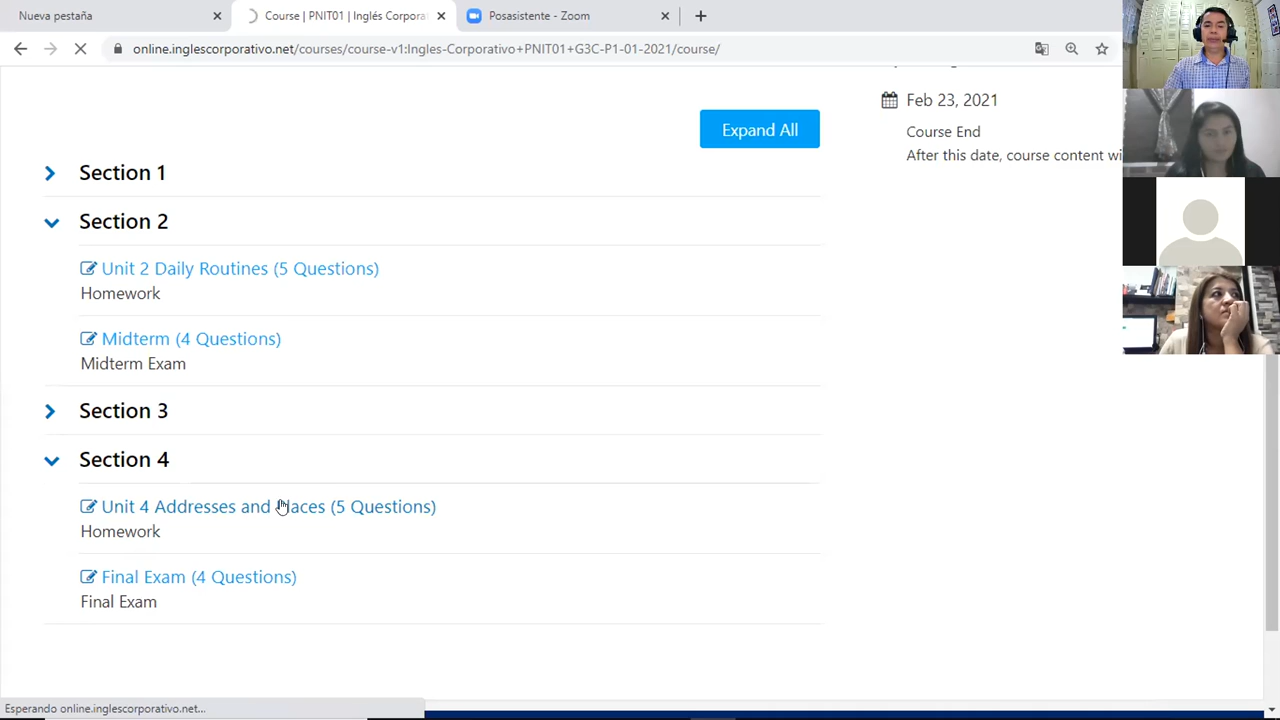 Nueva pestaña
Course | PNIT01 | Inglés Corpora
Posasistente - Zoom
online.inglescorporativo.net/courses/course-v1:Ingles-Corporativo+PNIT01+G3C-P1-01-2021/course/
Feb 23, 2021
Course End
After this date, course content wi
Expand All
Section 1
Section 2
Unit 2 Daily Routines (5 Questions)
Homework
Midterm (4 Questions)
Midterm Exam
Section 3
Section 4
Unit 4 Addresses and Places (5 Questions)
Homework
Final Exam (4 Questions)
Final Exam
Esperando online.inglescorporativo.net...